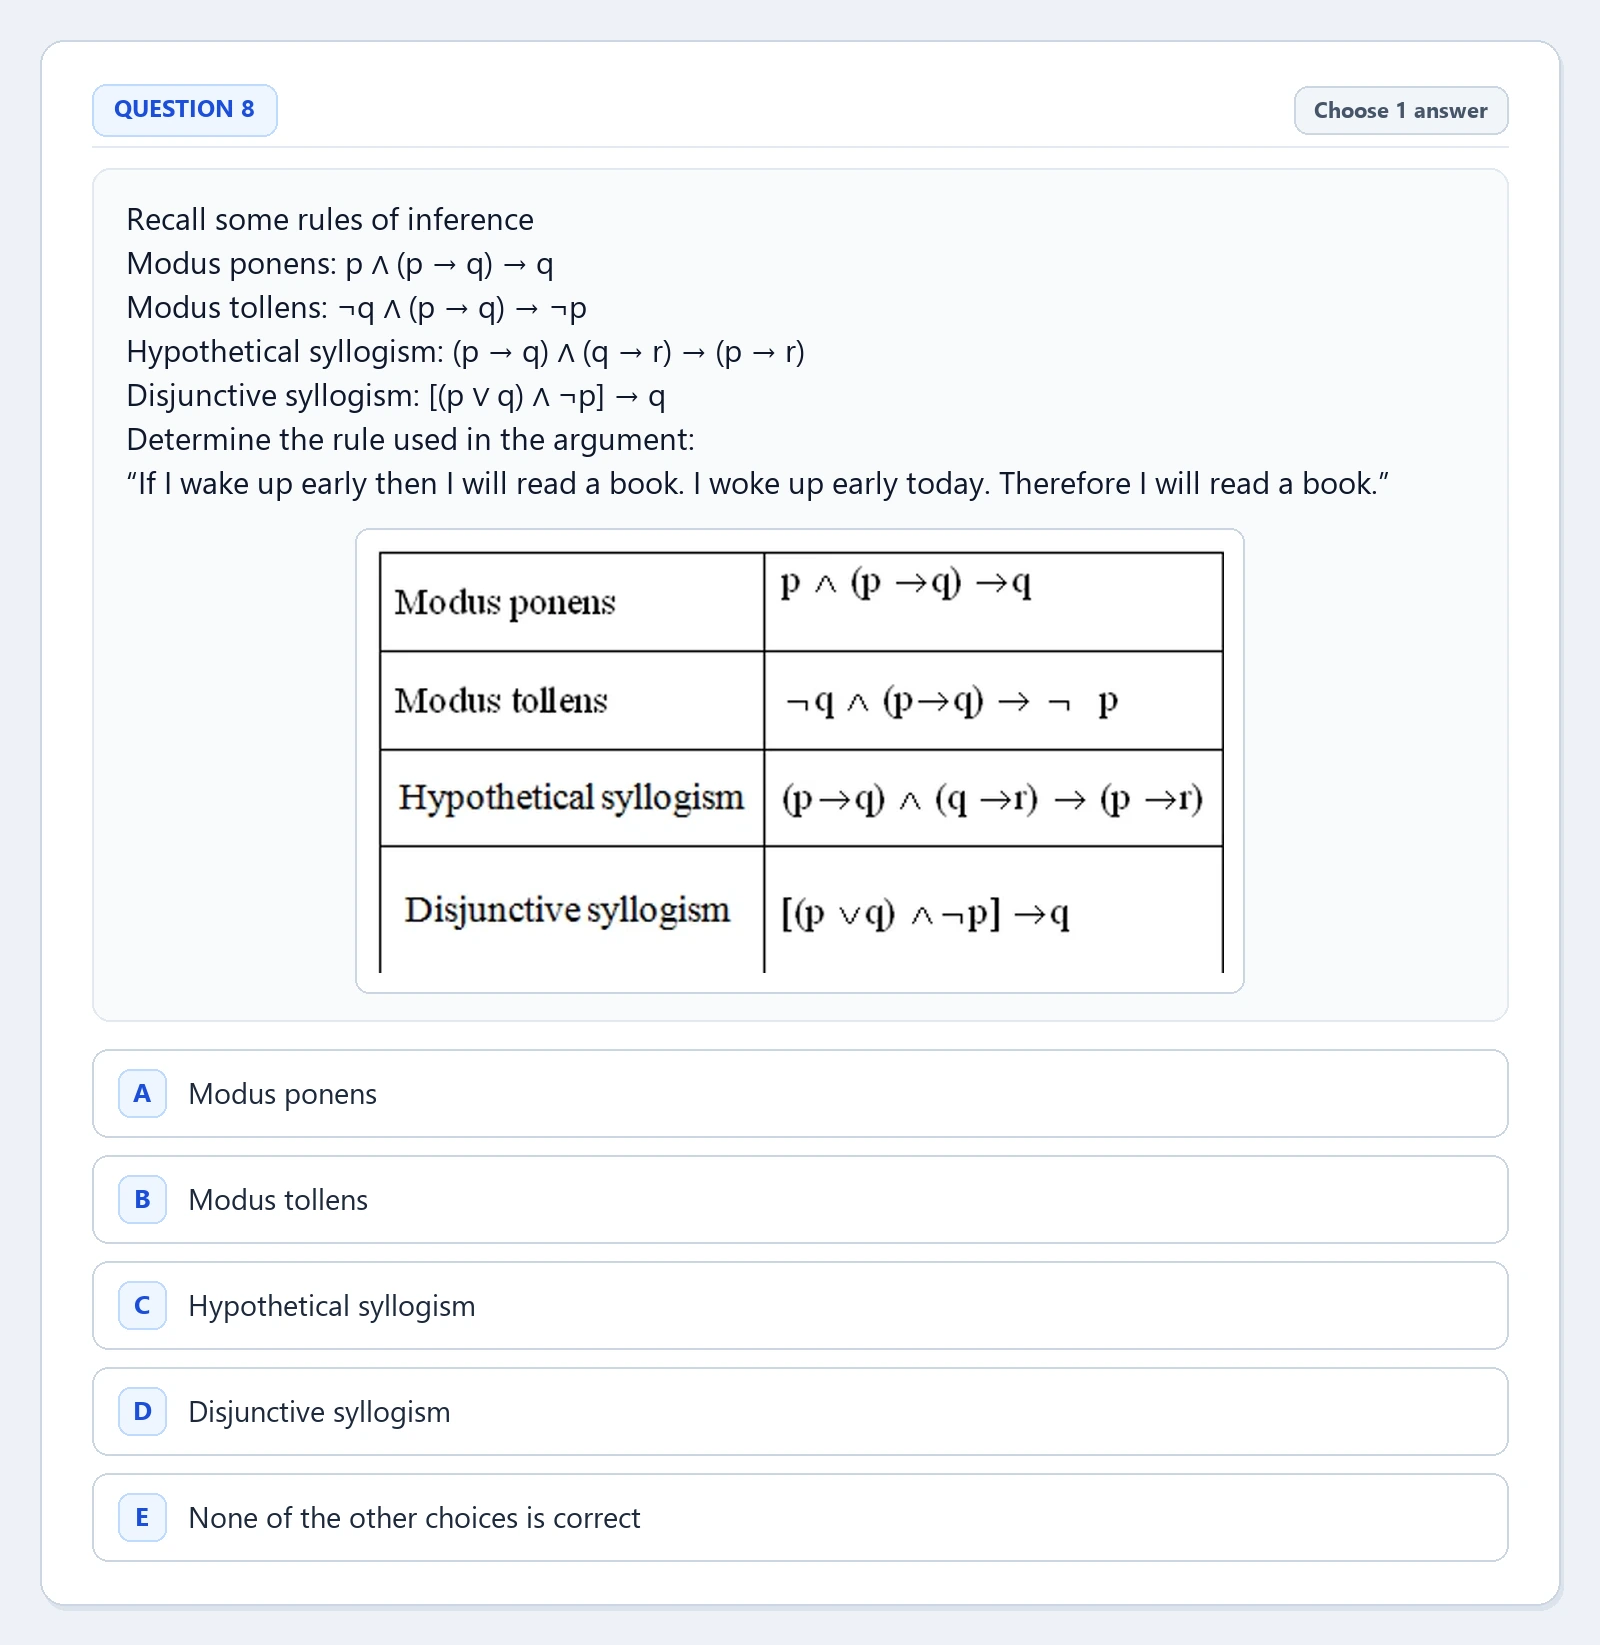 QUESTION 8
Choose 1 answer
Recall some rules of inference
Modus ponens: p ∧ (p → q) → q
Modus tollens: ¬q ∧ (p → q) → ¬p
Hypothetical syllogism: (p → q) ∧ (q → r) → (p → r)
Disjunctive syllogism: [(p ∨ q) ∧ ¬p] → q
Determine the rule used in the argument:
“If I wake up early then I will read a book. I woke up early today. Therefore I will read a book.”
Modus ponens p ∧ (p →q) →q
Modus tollens ¬q ∧ (p→q) → ¬ p
Hypothetical syllogism (p→q) ∧ (q →r) → (p →r)
Disjunctive syllogism [(p ∨q) ∧¬p] →q
A Modus ponens
B Modus tollens
C Hypothetical syllogism
D Disjunctive syllogism
E None of the other choices is correct